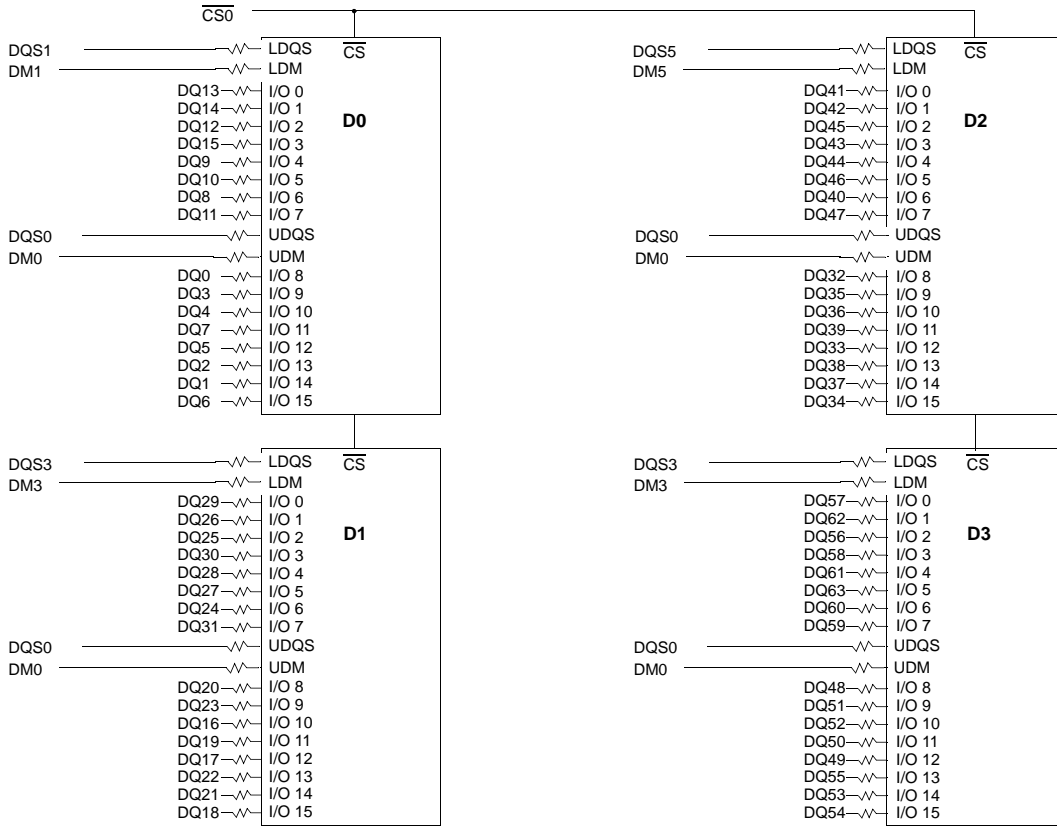 CS0
DQS1 LDQS CS
DM1 LDM
DQ13 I/O 0
DQ14 I/O 1
DQ12 I/O 2
DQ15 I/O 3
DQ9 I/O 4
DQ10 I/O 5
DQ8 I/O 6
DQ11 I/O 7
D0
DQS0 UDQS
DM0 UDM
DQ0 I/O 8
DQ3 I/O 9
DQ4 I/O 10
DQ7 I/O 11
DQ5 I/O 12
DQ2 I/O 13
DQ1 I/O 14
DQ6 I/O 15
DQS5 LDQS CS
DM5 LDM
DQ41 I/O 0
DQ42 I/O 1
DQ45 I/O 2
DQ43 I/O 3
DQ44 I/O 4
DQ46 I/O 5
DQ40 I/O 6
DQ47 I/O 7
D2
DQS0 UDQS
DM0 UDM
DQ32 I/O 8
DQ35 I/O 9
DQ36 I/O 10
DQ39 I/O 11
DQ33 I/O 12
DQ38 I/O 13
DQ37 I/O 14
DQ34 I/O 15
DQS3 LDQS CS
DM3 LDM
DQ29 I/O 0
DQ26 I/O 1
DQ25 I/O 2
DQ30 I/O 3
DQ28 I/O 4
DQ27 I/O 5
DQ24 I/O 6
DQ31 I/O 7
D1
DQS0 UDQS
DM0 UDM
DQ20 I/O 8
DQ23 I/O 9
DQ16 I/O 10
DQ19 I/O 11
DQ17 I/O 12
DQ22 I/O 13
DQ21 I/O 14
DQ18 I/O 15
DQS3 LDQS CS
DM3 LDM
DQ57 I/O 0
DQ62 I/O 1
DQ56 I/O 2
DQ58 I/O 3
DQ61 I/O 4
DQ63 I/O 5
DQ60 I/O 6
DQ59 I/O 7
D3
DQS0 UDQS
DM0 UDM
DQ48 I/O 8
DQ51 I/O 9
DQ52 I/O 10
DQ50 I/O 11
DQ49 I/O 12
DQ55 I/O 13
DQ53 I/O 14
DQ54 I/O 15